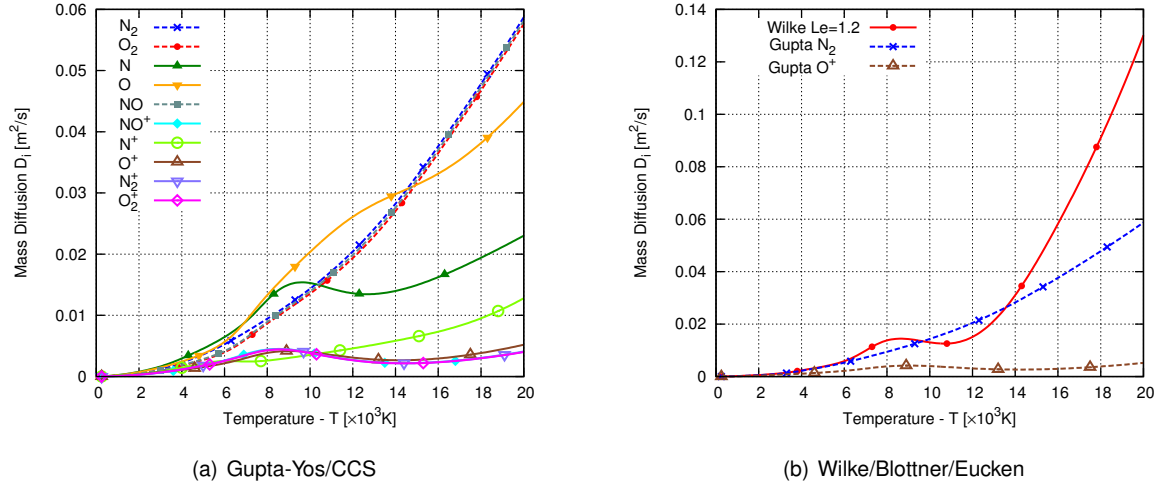 Mass Diffusion Dᵢ [m²/s]
0.06
0.05
0.04
0.03
0.02
0.01
0
N₂
O₂
N
O
NO
NO⁺
N⁺
O⁺
N₂⁺
O₂⁺
0 2 4 6 8 10 12 14 16 18 20
Temperature - T [×10³K]
(a) Gupta-Yos/CCS
Mass Diffusion Dᵢ [m²/s]
0.14
0.12
0.1
0.08
0.06
0.04
0.02
0
Wilke Le=1.2
Gupta N₂
Gupta O⁺
0 2 4 6 8 10 12 14 16 18 20
Temperature - T [×10³K]
(b) Wilke/Blottner/Eucken